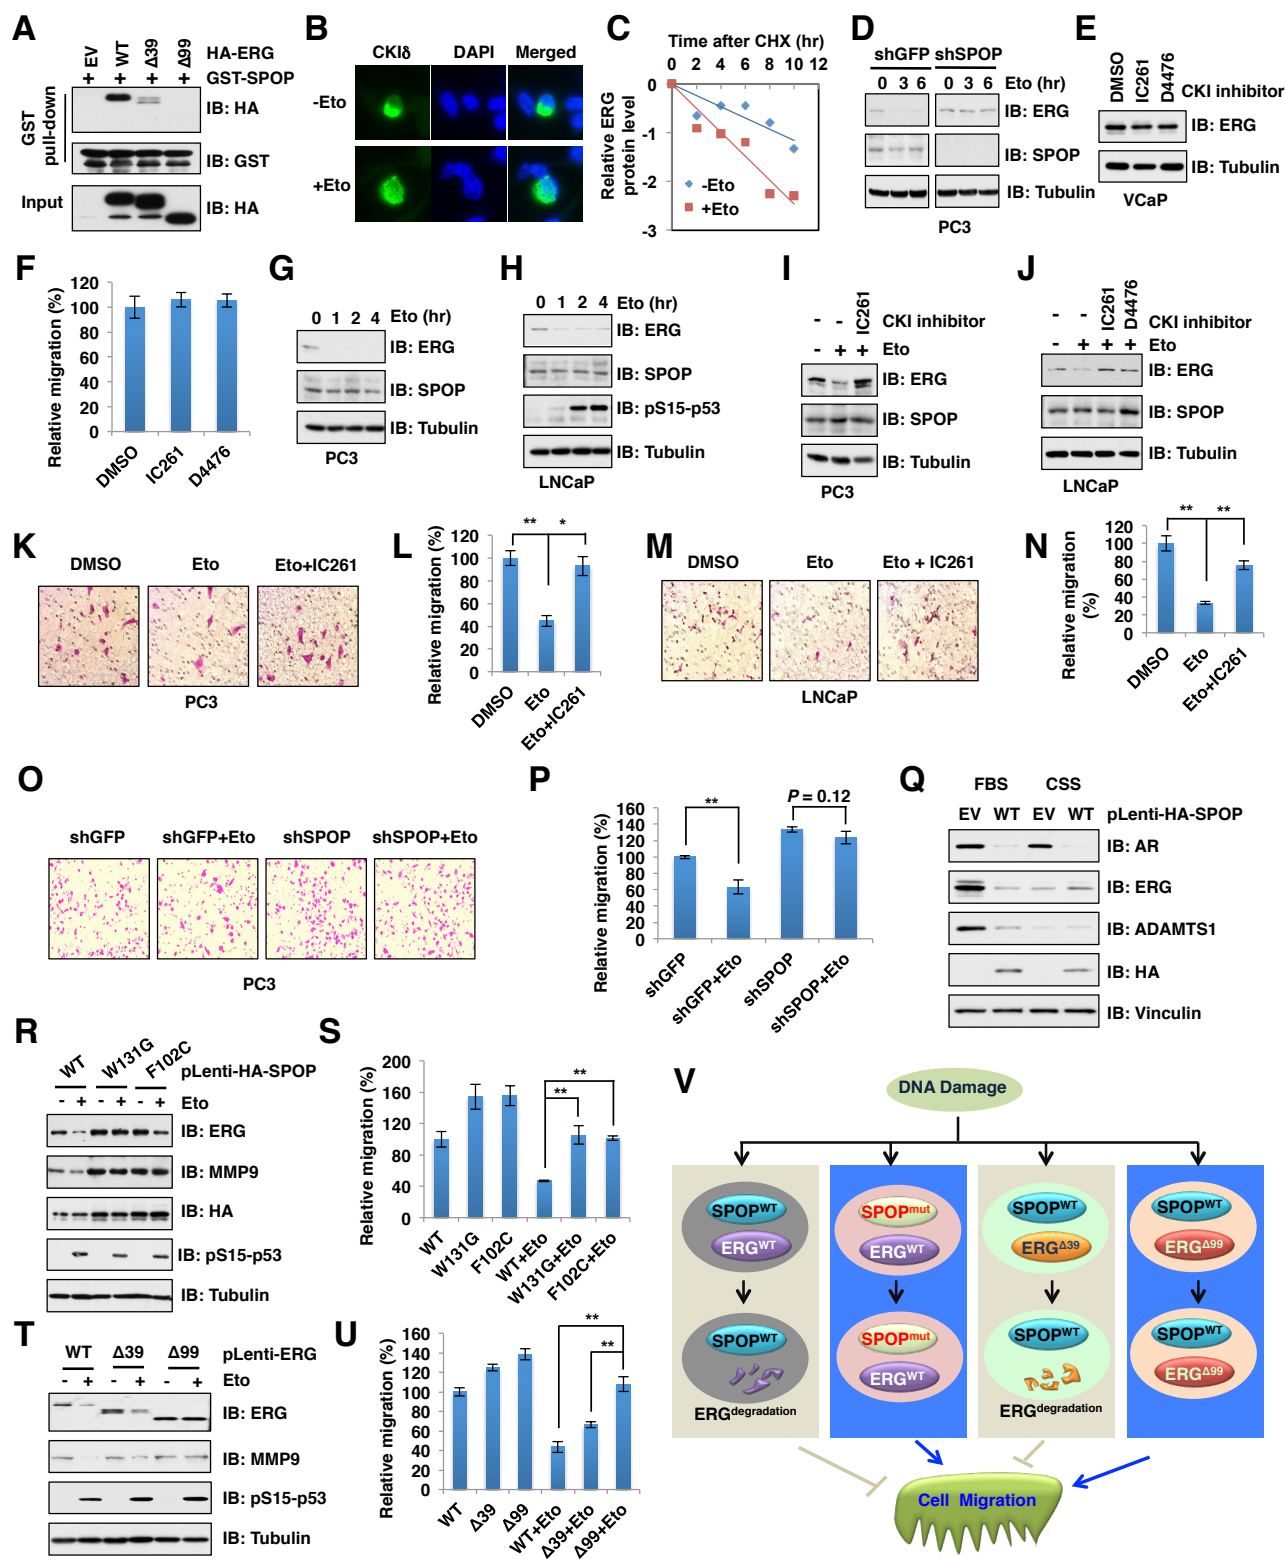 A
EV
WT
Δ39
Δ99
HA-ERG
+ + + +
GST-SPOP
GST
pull-down
IB: HA
IB: GST
Input
IB: HA
B
CKIδ
DAPI
Merged
-Eto
+Eto
C
Time after CHX (hr)
0 2 4 6 8 10 12
Relative ERG
protein level
0
-1
-2
-3
-Eto
+Eto
D
shGFP shSPOP
0 3 6 0 3 6 Eto (hr)
IB: ERG
IB: SPOP
IB: Tubulin
PC3
E
DMSO
IC261
D4476
CKI inhibitor
IB: ERG
IB: Tubulin
VCaP
F
Relative migration (%)
120
100
80
60
40
20
0
DMSO
IC261
D4476
G
0 1 2 4 Eto (hr)
IB: ERG
IB: SPOP
IB: Tubulin
PC3
H
0 1 2 4 Eto (hr)
IB: ERG
IB: SPOP
IB: pS15-p53
IB: Tubulin
LNCaP
I
- - IC261 CKI inhibitor
- + + Eto
IB: ERG
IB: SPOP
IB: Tubulin
PC3
J
- - IC261 D4476 CKI inhibitor
- + + + Eto
IB: ERG
IB: SPOP
IB: Tubulin
LNCaP
K
DMSO
Eto
Eto+IC261
PC3
L
Relative migration (%)
120
100
80
60
40
20
0
** *
DMSO
Eto
Eto+IC261
M
DMSO
Eto
Eto + IC261
LNCaP
N
Relative migration
(%)
120
100
80
60
40
20
0
** **
DMSO
Eto
Eto+IC261
O
shGFP
shGFP+Eto
shSPOP
shSPOP+Eto
PC3
P
Relative migration (%)
160
140
120
100
80
60
40
20
0
**
P = 0.12
shGFP
shGFP+Eto
shSPOP
shSPOP+Eto
Q
FBS CSS
EV WT EV WT pLenti-HA-SPOP
IB: AR
IB: ERG
IB: ADAMTS1
IB: HA
IB: Vinculin
R
WT
W131G
F102C
pLenti-HA-SPOP
- + - + - + Eto
IB: ERG
IB: MMP9
IB: HA
IB: pS15-p53
IB: Tubulin
S
Relative migration (%)
200
160
120
80
40
0
**
**
WT
W131G
F102C
WT+Eto
W131G+Eto
F102C+Eto
T
WT Δ39 Δ99 pLenti-ERG
- + - + - + Eto
IB: ERG
IB: MMP9
IB: pS15-p53
IB: Tubulin
U
Relative migration (%)
160
140
120
100
80
60
40
20
0
**
**
WT
Δ39
Δ99
WT+Eto
Δ39+Eto
Δ99+Eto
V
DNA Damage
SPOPWT
ERGWT
SPOPmut
ERGWT
SPOPWT
ERGΔ39
SPOPWT
ERGΔ99
SPOPWT
ERGdegradation
SPOPmut
ERGWT
SPOPWT
ERGdegradation
SPOPWT
ERGΔ99
Cell Migration